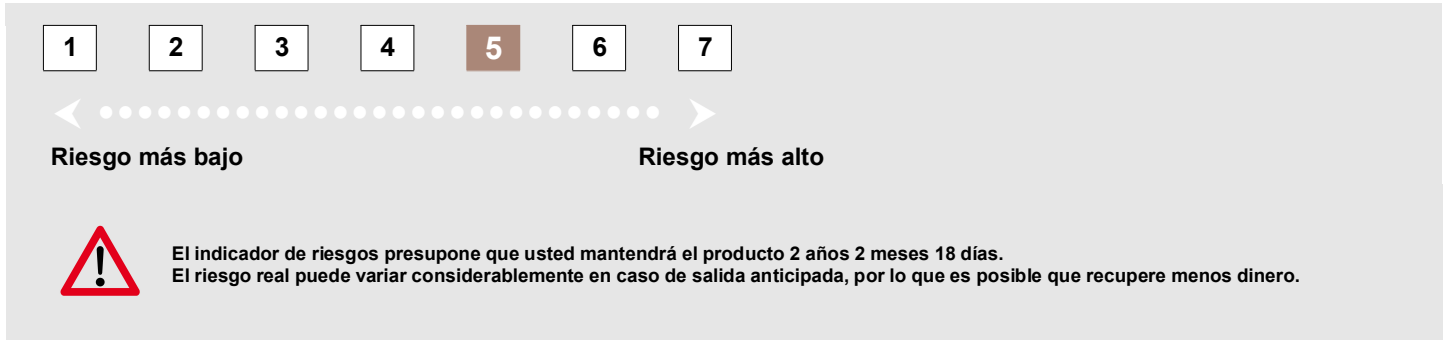 1 2 3 4 5 6 7
Riesgo más bajo Riesgo más alto
El indicador de riesgos presupone que usted mantendrá el producto 2 años 2 meses 18 días.
El riesgo real puede variar considerablemente en caso de salida anticipada, por lo que es posible que recupere menos dinero.